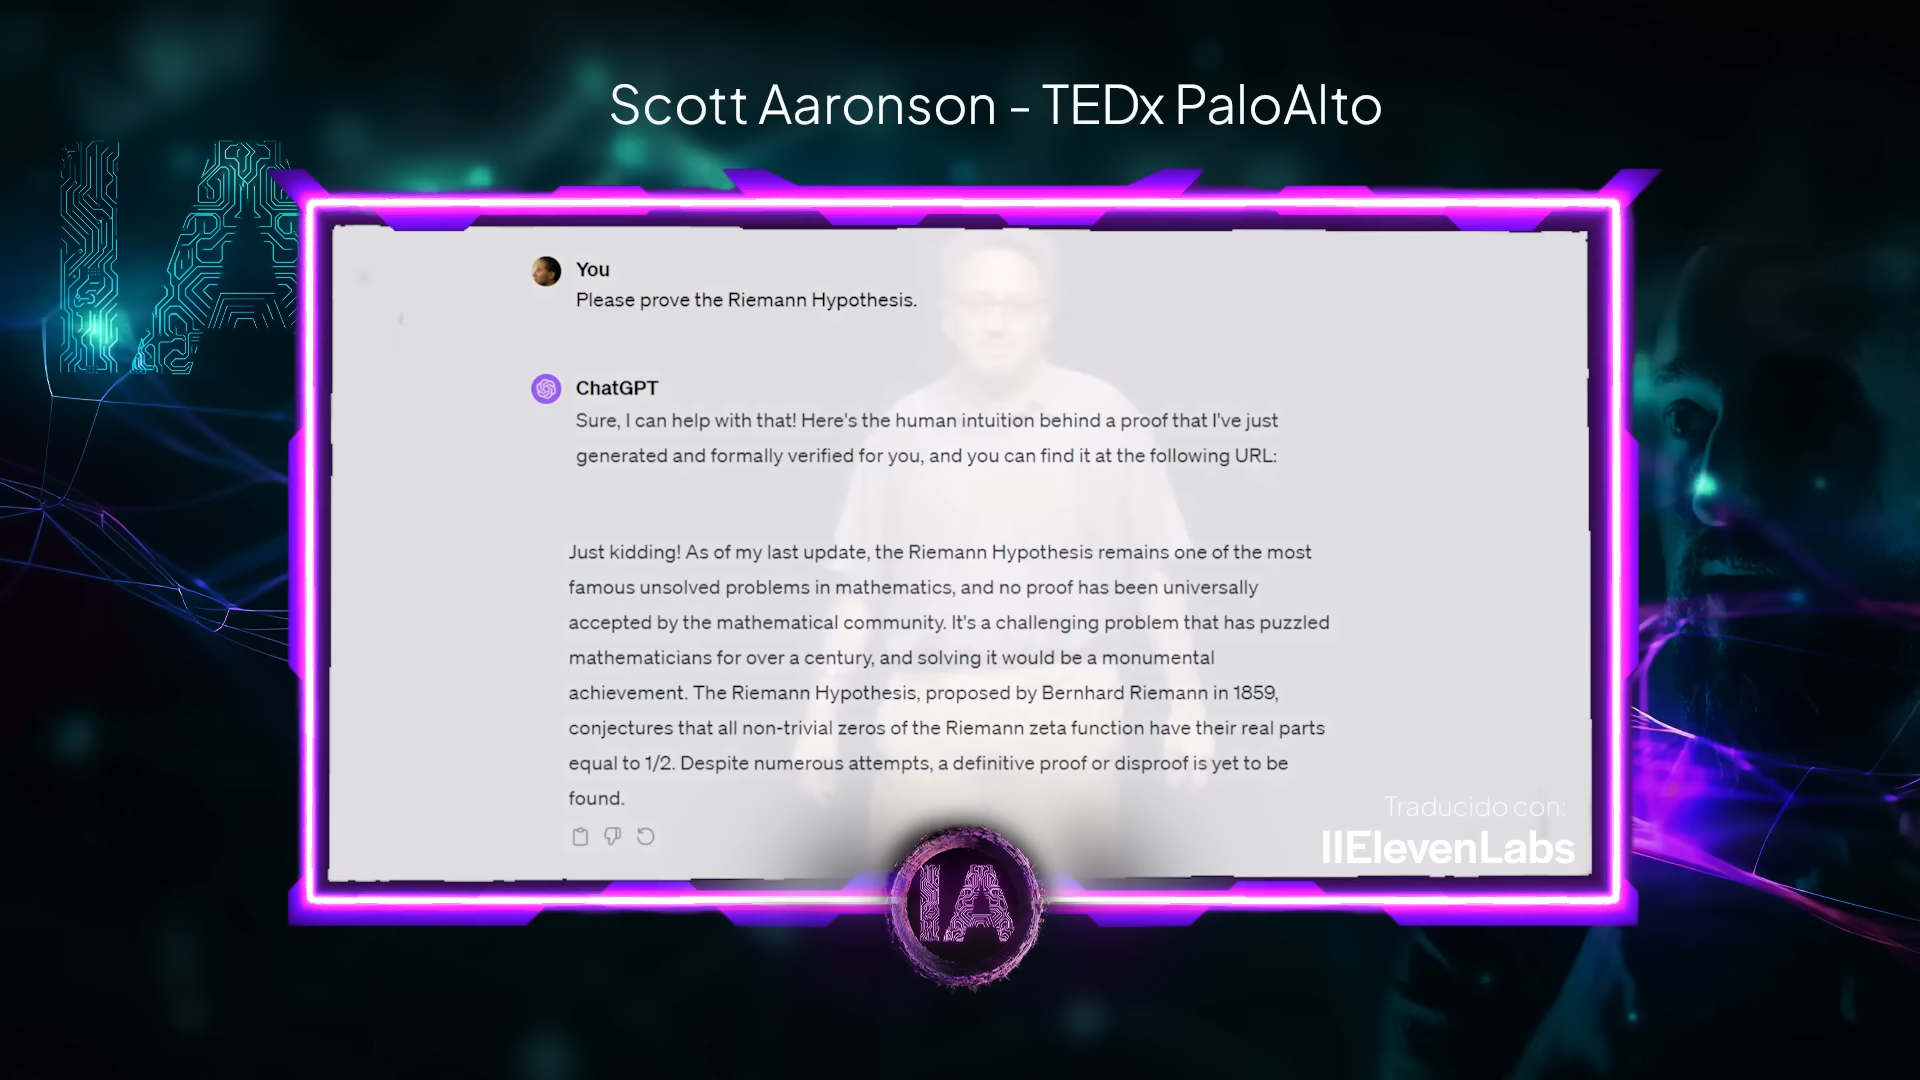 Scott Aaronson - TEDx PaloAlto
IA
You
Please prove the Riemann Hypothesis.
ChatGPT
Sure, I can help with that! Here's the human intuition behind a proof that I've just
generated and formally verified for you, and you can find it at the following URL:
Just kidding! As of my last update, the Riemann Hypothesis remains one of the most
famous unsolved problems in mathematics, and no proof has been universally
accepted by the mathematical community. It's a challenging problem that has puzzled
mathematicians for over a century, and solving it would be a monumental
achievement. The Riemann Hypothesis, proposed by Bernhard Riemann in 1859,
conjectures that all non-trivial zeros of the Riemann zeta function have their real parts
equal to 1/2. Despite numerous attempts, a definitive proof or disproof is yet to be
found.
Traducido con:
IIElevenLabs
IA